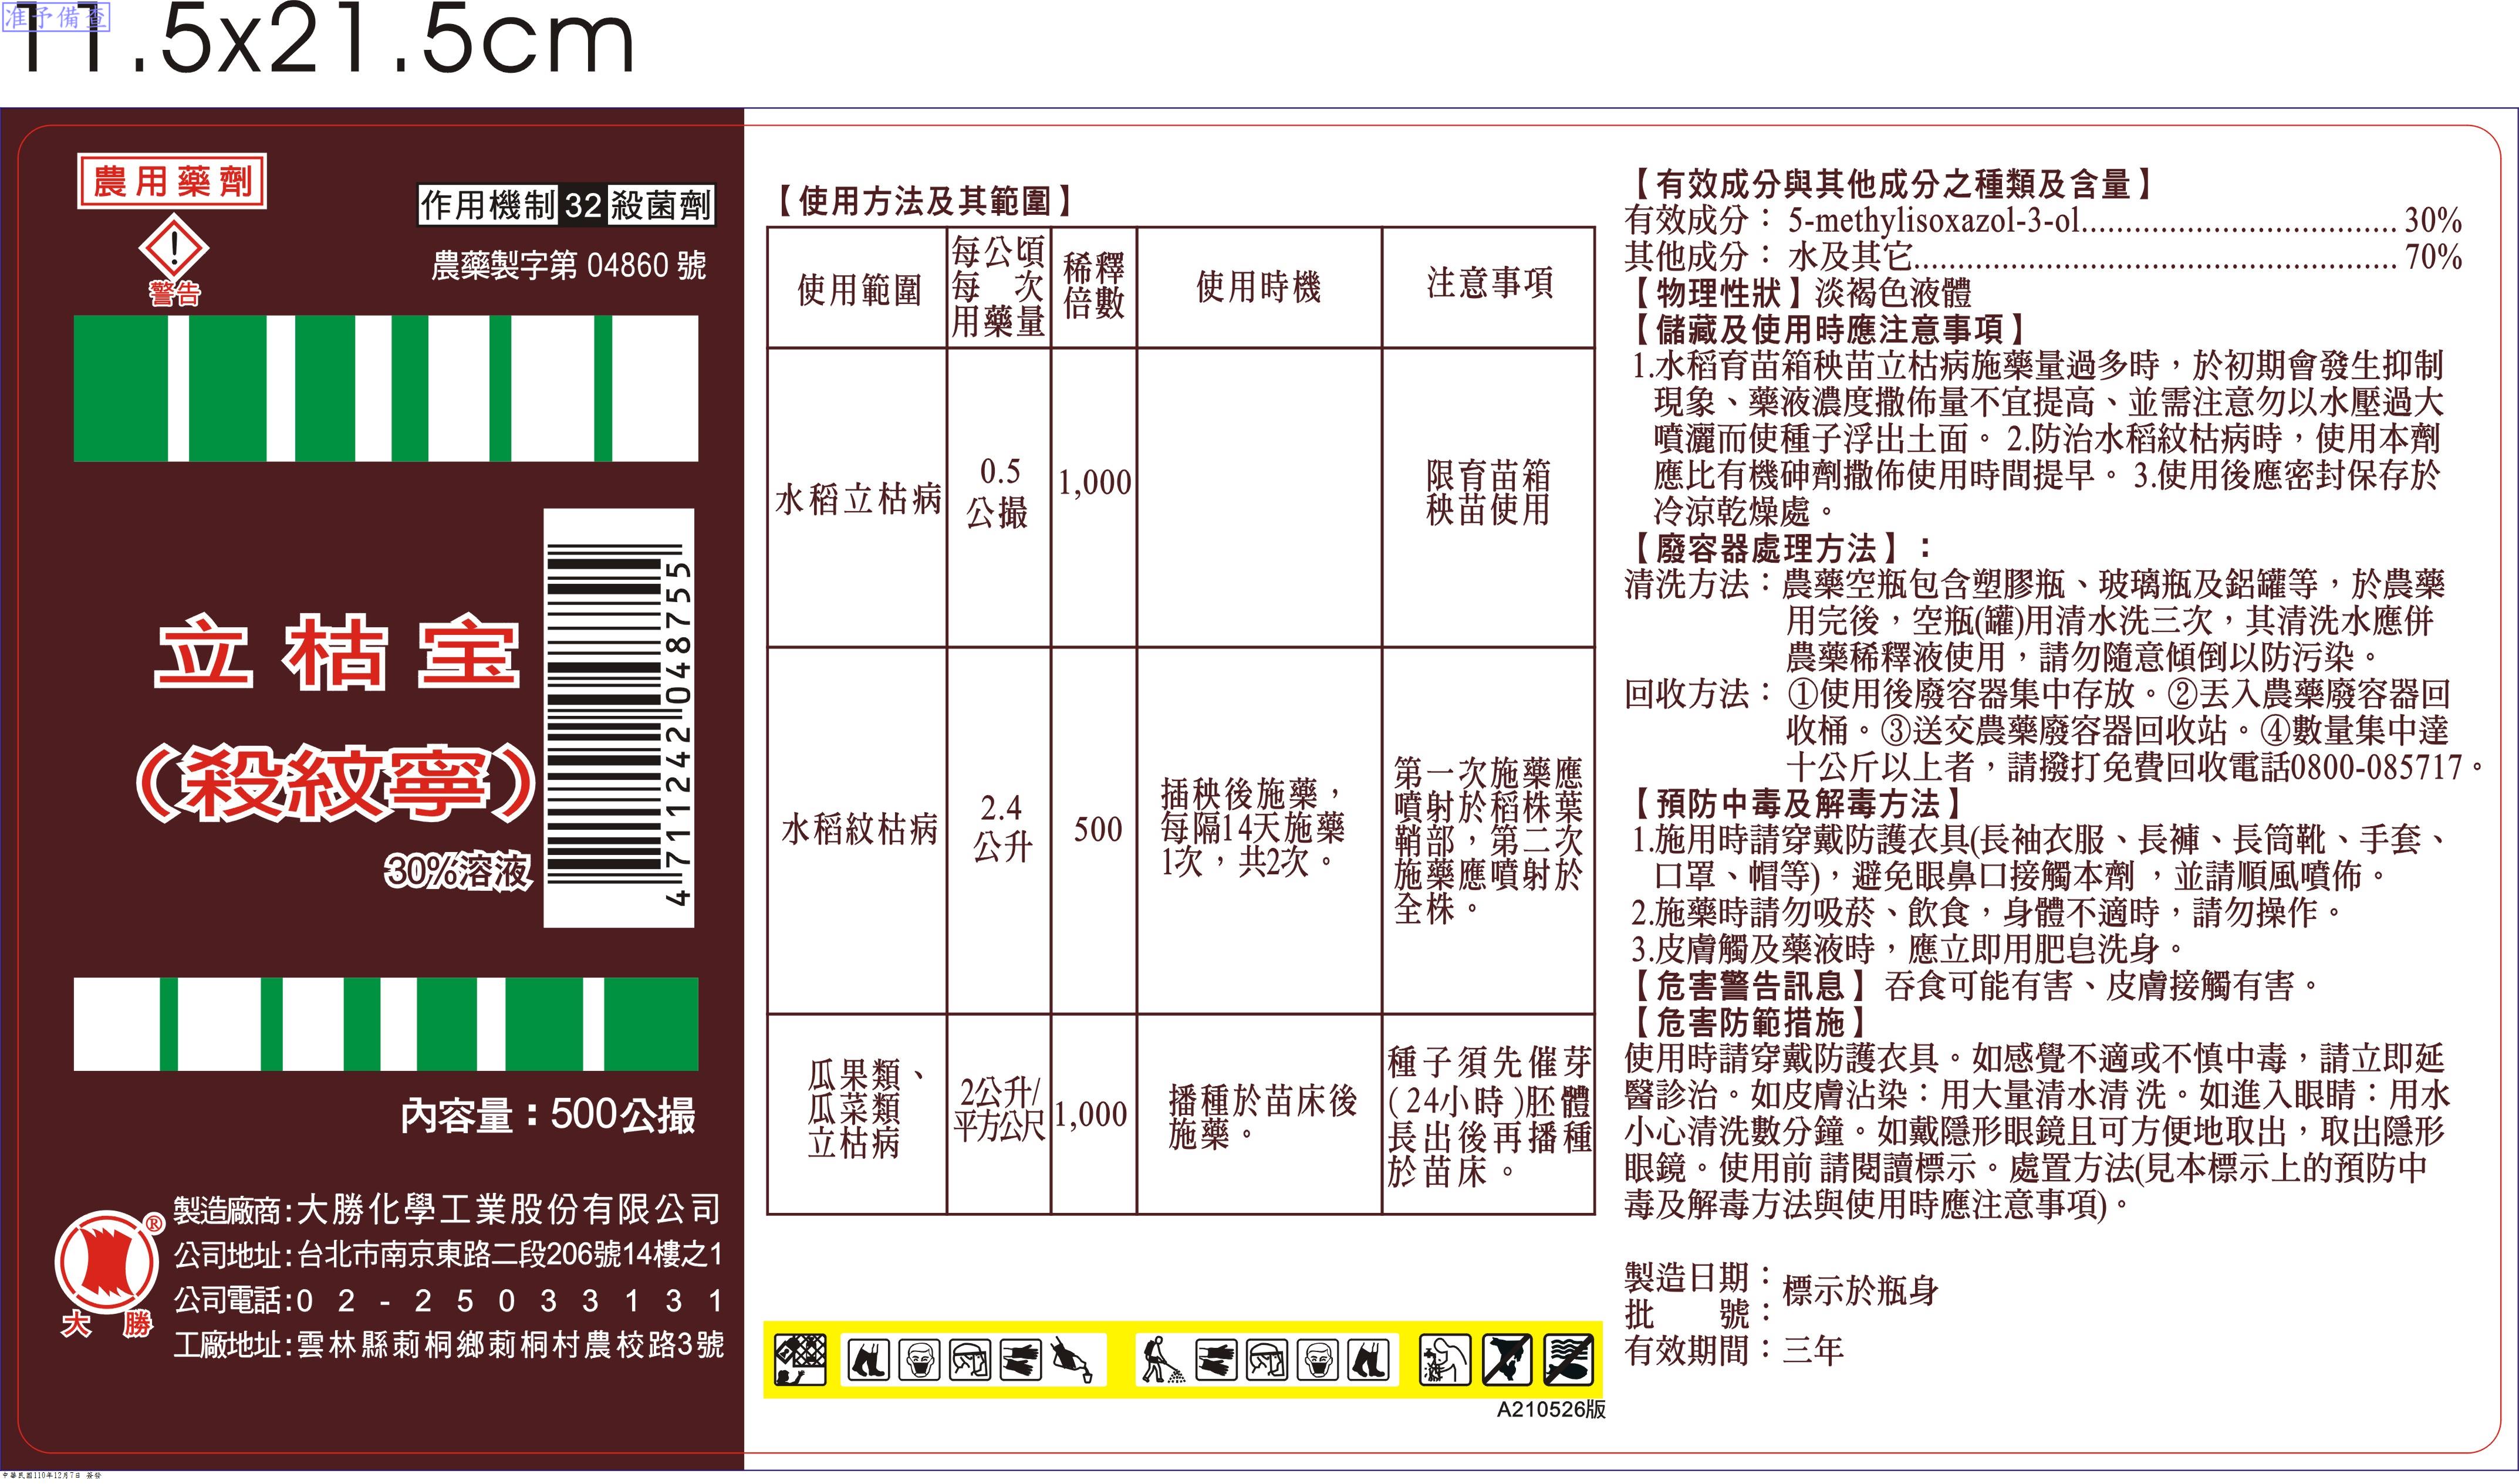 准予備查
11.5x21.5cm
農用藥劑
警告
作用機制 32 殺菌劑
農藥製字第 04860 號
立枯宝
(殺紋寧)
30%溶液
4711242048755
內容量：500公撮
製造廠商:大勝化學工業股份有限公司
公司地址:台北市南京東路二段206號14樓之1
公司電話:02-25033131
工廠地址:雲林縣莿桐鄉莿桐村農校路3號
®
大勝
【使用方法及其範圍】
使用範圍
每公頃
每次
用藥量
稀釋
倍數
使用時機
注意事項
水稻立枯病
0.5
公撮
1,000
限育苗箱
秧苗使用
水稻紋枯病
2.4
公升
500
插秧後施藥，
每隔14天施藥
1次，共2次。
第一次施藥應
噴射於稻株葉
鞘部，第二次
施藥應噴射於
全株。
瓜果類、
瓜菜類
立枯病
2公升/
平方公尺
1,000
播種於苗床後
施藥。
種子須先催芽
(24小時)胚體
長出後再播種
於苗床。
A210526版
【有效成分與其他成分之種類及含量】
有效成分：5-methylisoxazol-3-ol.................................... 30%
其他成分：水及其它....................................................... 70%
【物理性狀】淡褐色液體
【儲藏及使用時應注意事項】
1.水稻育苗箱秧苗立枯病施藥量過多時，於初期會發生抑制
現象、藥液濃度撒佈量不宜提高、並需注意勿以水壓過大
噴灑而使種子浮出土面。2.防治水稻紋枯病時，使用本劑
應比有機砷劑撒佈使用時間提早。3.使用後應密封保存於
冷涼乾燥處。
【廢容器處理方法】：
清洗方法：農藥空瓶包含塑膠瓶、玻璃瓶及鋁罐等，於農藥
用完後，空瓶(罐)用清水洗三次，其清洗水應併
農藥稀釋液使用，請勿隨意傾倒以防污染。
回收方法：①使用後廢容器集中存放。②丟入農藥廢容器回
收桶。③送交農藥廢容器回收站。④數量集中達
十公斤以上者，請撥打免費回收電話0800-085717。
【預防中毒及解毒方法】
1.施用時請穿戴防護衣具(長袖衣服、長褲、長筒靴、手套、
口罩、帽等)，避免眼鼻口接觸本劑，並請順風噴佈。
2.施藥時請勿吸菸、飲食，身體不適時，請勿操作。
3.皮膚觸及藥液時，應立即用肥皂洗身。
【危害警告訊息】吞食可能有害、皮膚接觸有害。
【危害防範措施】
使用時請穿戴防護衣具。如感覺不適或不慎中毒，請立即延
醫診治。如皮膚沾染：用大量清水清洗。如進入眼睛：用水
小心清洗數分鐘。如戴隱形眼鏡且可方便地取出，取出隱形
眼鏡。使用前請閱讀標示。處置方法(見本標示上的預防中
毒及解毒方法與使用時應注意事項)。
製造日期：標示於瓶身
批號：
有效期間：三年
中華民國110年12月7日 簽發